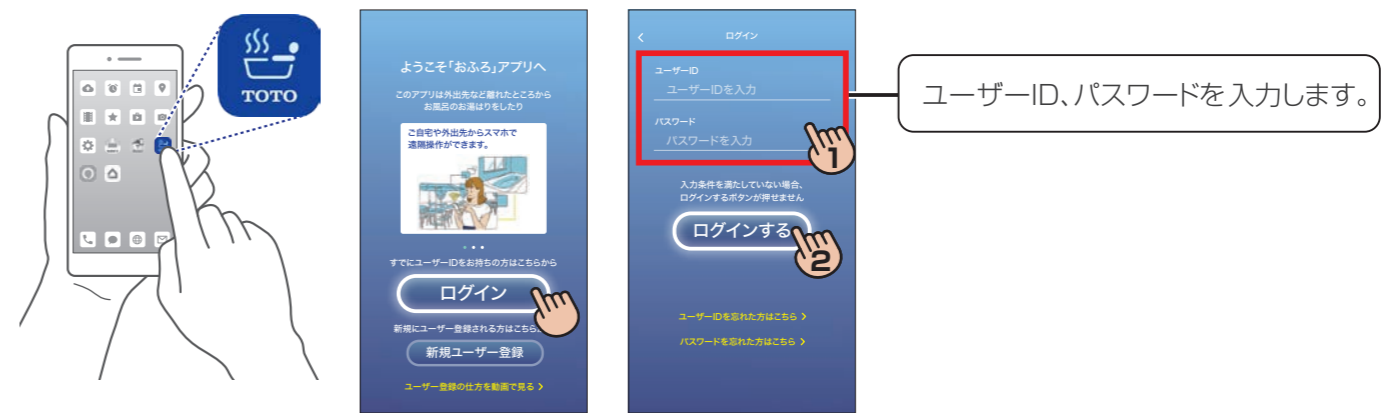 TOTO
ようこそ「おふろ」アプリへ
このアプリは外出先など離れたところから
お風呂のお湯はりをしたり
ご自宅や外出先からスマホで
遠隔操作ができます。
すでにユーザーIDをお持ちの方はこちらから
ログイン
新規にユーザー登録される方はこちら
新規ユーザー登録
ユーザー登録の仕方を動画で見る >
< ログイン
ユーザーID
ユーザーIDを入力
パスワード
パスワードを入力
1
入力条件を満たしていない場合、
ログインするボタンが押せません
ログインする
2
ユーザーIDを忘れた方はこちら >
パスワードを忘れた方はこちら >
ユーザーID、パスワードを入力します。